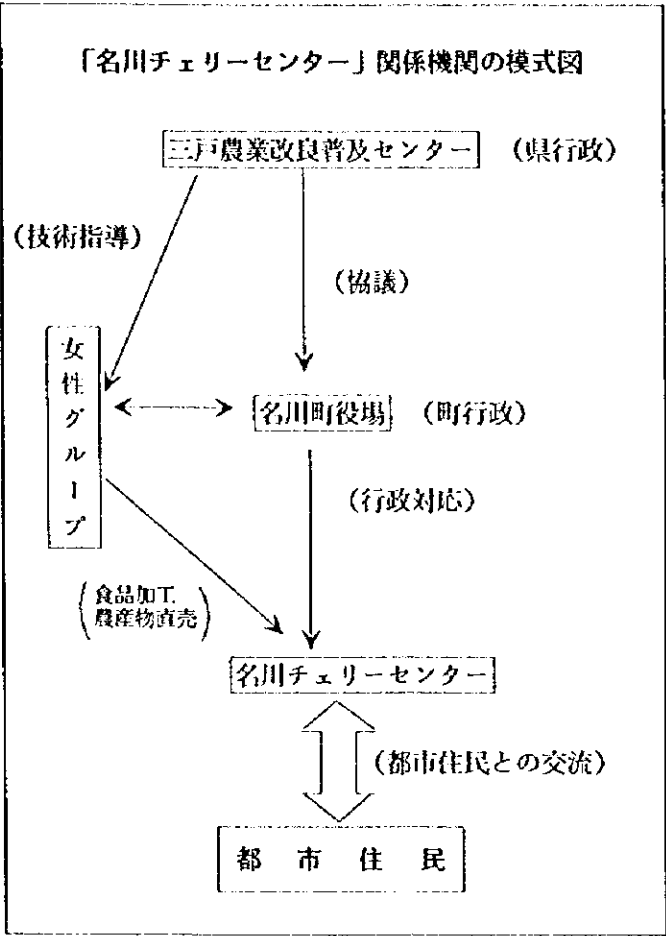 「名川チェリーセンター」関係機関の模式図
三戸農業改良普及センター （県行政）
（技術指導）
（協議）
女性グループ
名川町役場 （町行政）
（行政対応）
（食品加工
農産物直売）
名川チェリーセンター
（都市住民との交流）
都市住民